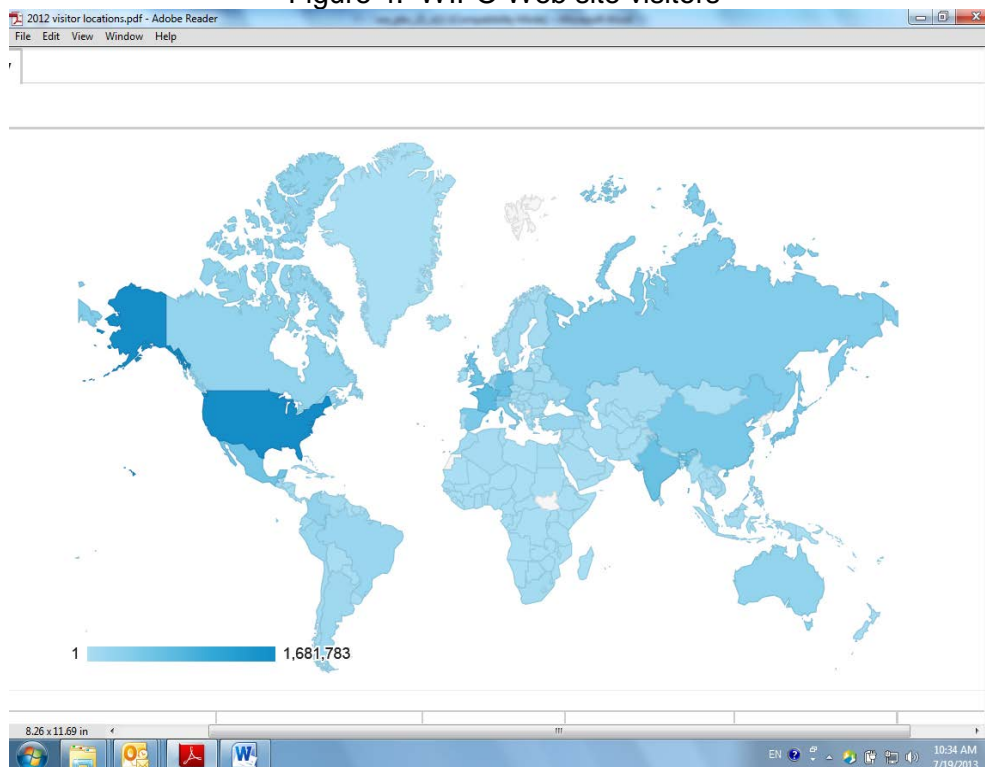 Figure 4: WIPO Web site visitors
2012 visitor locations.pdf - Adobe Reader
File Edit View Window Help
1 1,681,783
8.26 x 11.69 in
EN
10:34 AM
7/19/2013